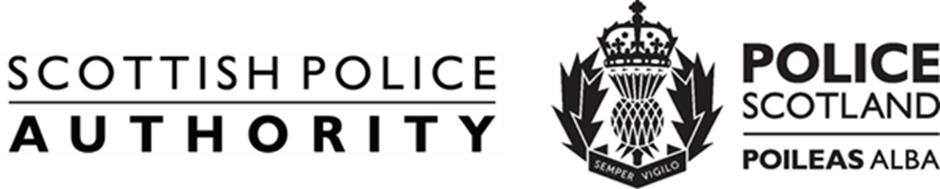 SCOTTISH POLICE
AUTHORITY
SEMPER VIGILO
POLICE
SCOTLAND
POILEAS ALBA